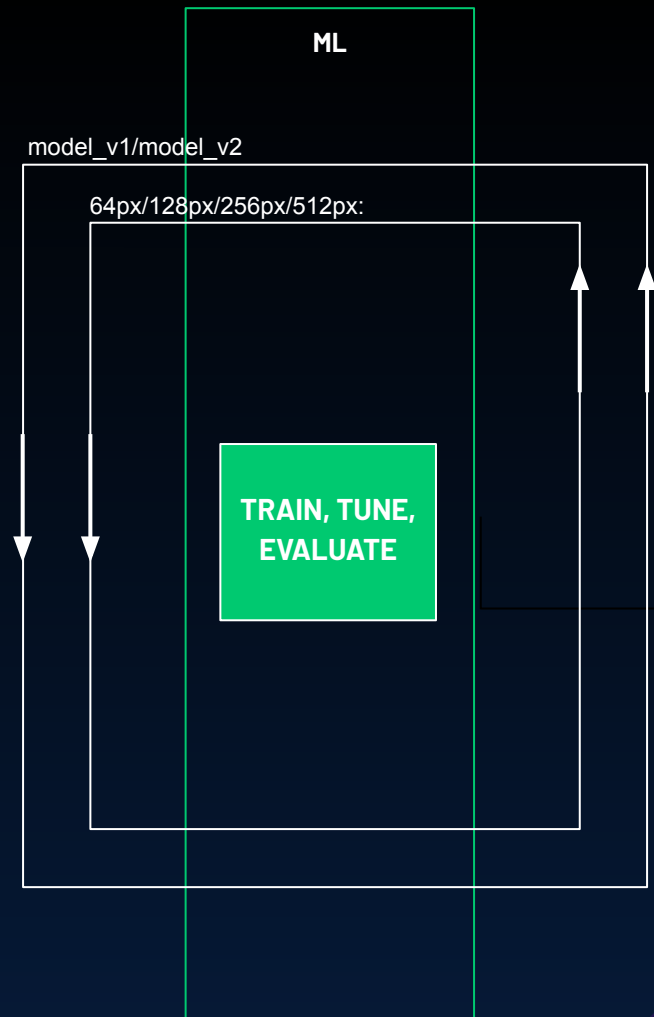 ML
model_v1/model_v2
64px/128px/256px/512px:
TRAIN, TUNE,
EVALUATE